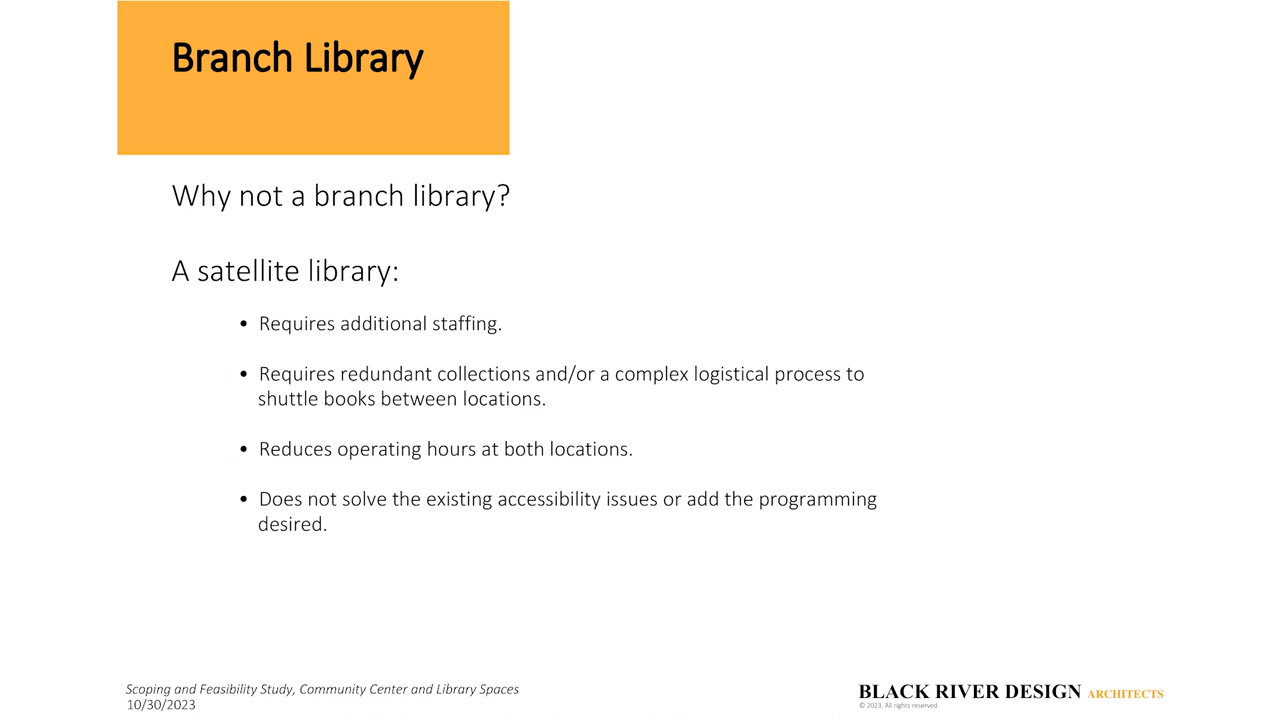 Branch Library
Why not a branch library?
A satellite library:
• Requires additional staffing.
• Requires redundant collections and/or a complex logistical process to
shuttle books between locations.
• Reduces operating hours at both locations.
• Does not solve the existing accessibility issues or add the programming
desired.
Scoping and Feasibility Study, Community Center and Library Spaces
10/30/2023
BLACK RIVER DESIGN ARCHITECTS
© 2023. All rights reserved.